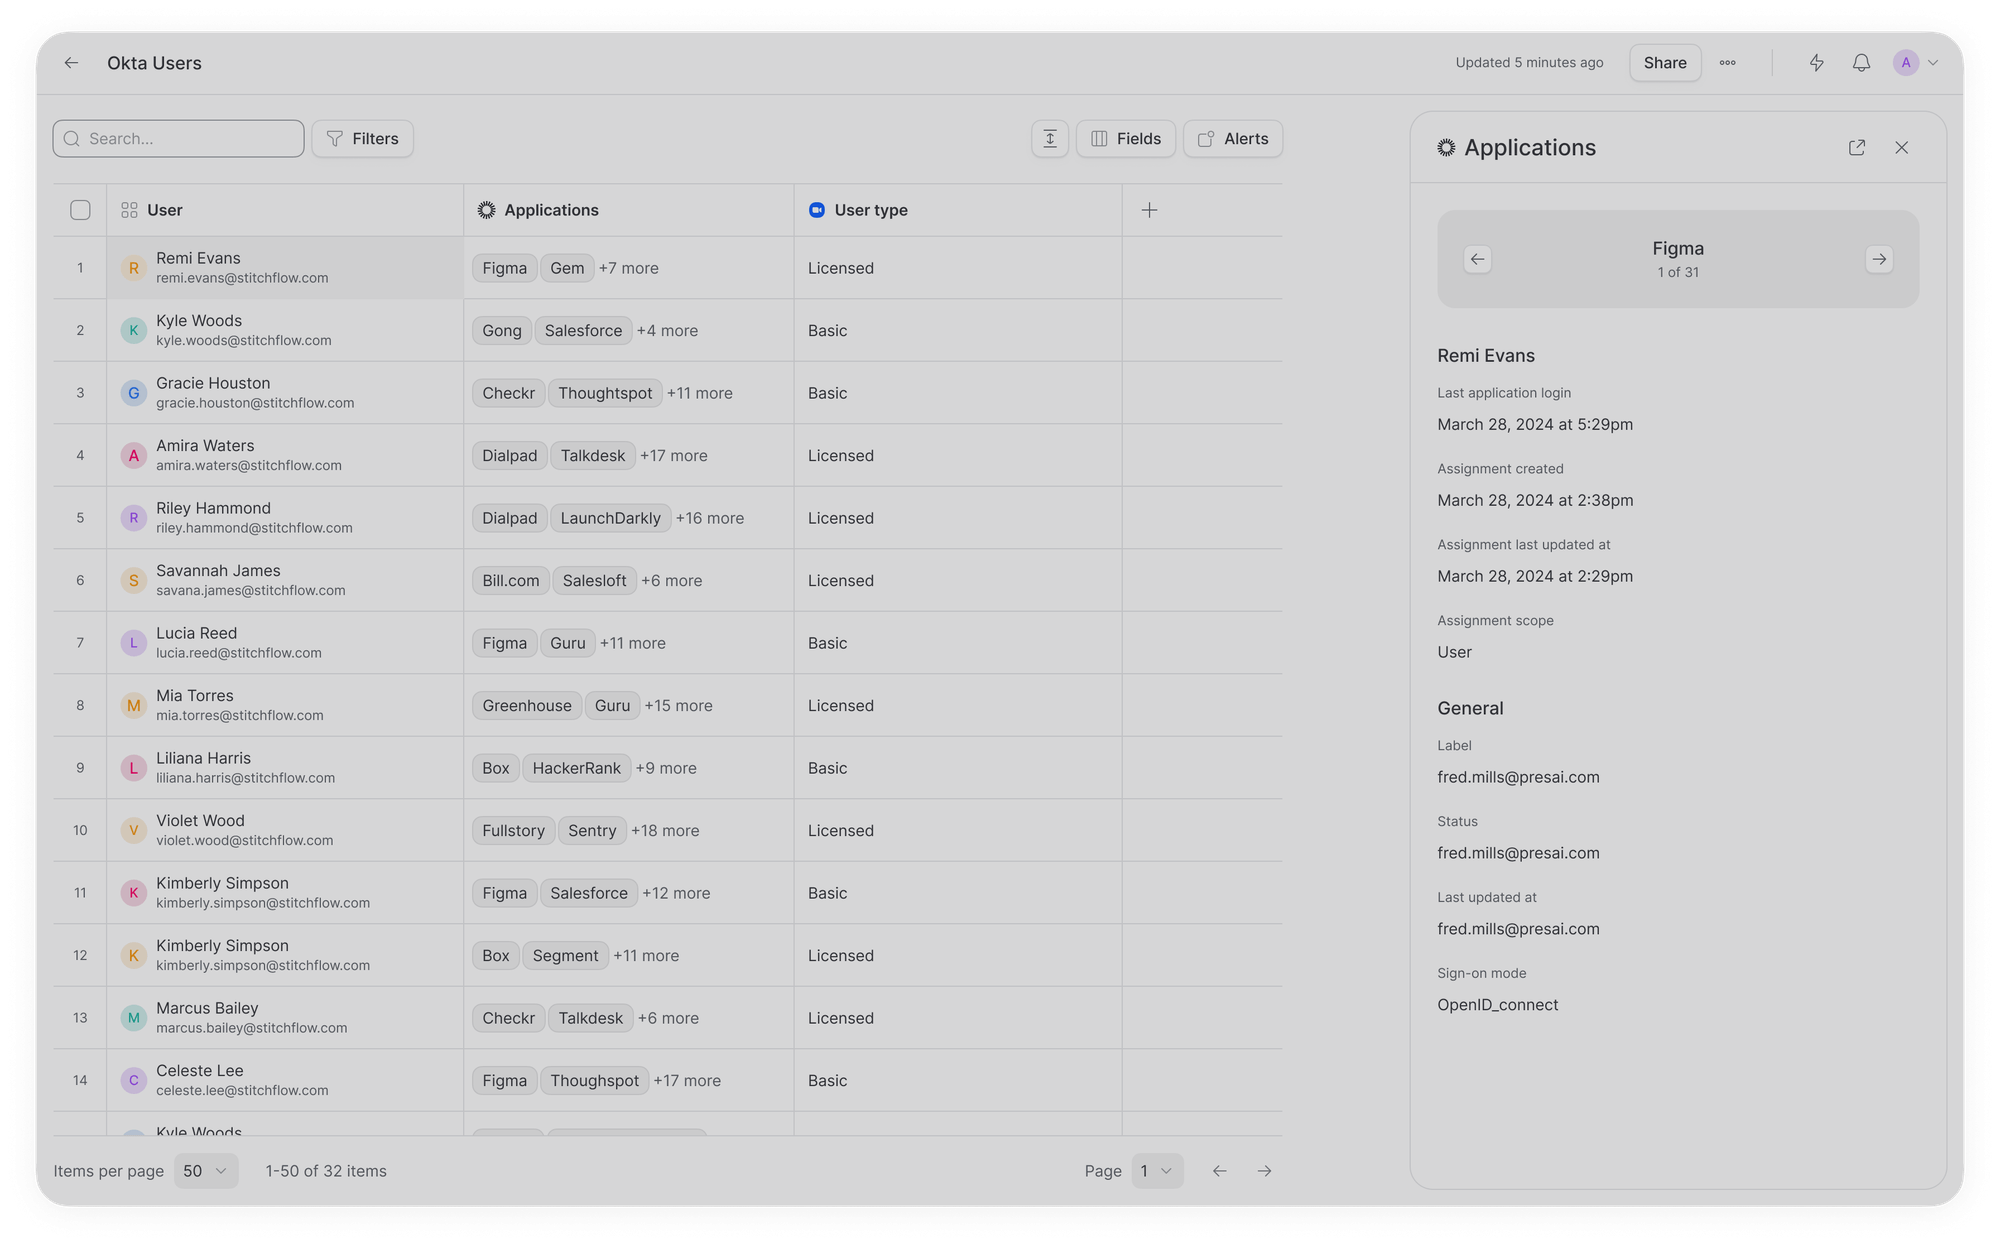 Okta Users
Updated 5 minutes ago
Share
A
Search...
Filters
Fields
Alerts
User
Applications
User type
1
R
Remi Evans
remi.evans@stitchflow.com
Figma
Gem
+7 more
Licensed
2
K
Kyle Woods
kyle.woods@stitchflow.com
Gong
Salesforce
+4 more
Basic
3
G
Gracie Houston
gracie.houston@stitchflow.com
Checkr
Thoughtspot
+11 more
Basic
4
A
Amira Waters
amira.waters@stitchflow.com
Dialpad
Talkdesk
+17 more
Licensed
5
R
Riley Hammond
riley.hammond@stitchflow.com
Dialpad
LaunchDarkly
+16 more
Licensed
6
S
Savannah James
savana.james@stitchflow.com
Bill.com
Salesloft
+6 more
Licensed
7
L
Lucia Reed
lucia.reed@stitchflow.com
Figma
Guru
+11 more
Basic
8
M
Mia Torres
mia.torres@stitchflow.com
Greenhouse
Guru
+15 more
Licensed
9
L
Liliana Harris
liliana.harris@stitchflow.com
Box
HackerRank
+9 more
Basic
10
V
Violet Wood
violet.wood@stitchflow.com
Fullstory
Sentry
+18 more
Licensed
11
K
Kimberly Simpson
kimberly.simpson@stitchflow.com
Figma
Salesforce
+12 more
Basic
12
K
Kimberly Simpson
kimberly.simpson@stitchflow.com
Box
Segment
+11 more
Licensed
13
M
Marcus Bailey
marcus.bailey@stitchflow.com
Checkr
Talkdesk
+6 more
Licensed
14
C
Celeste Lee
celeste.lee@stitchflow.com
Figma
Thoughspot
+17 more
Basic
Kyle Woods
Items per page
50
1-50 of 32 items
Page
1
Applications
Figma
1 of 31
Remi Evans
Last application login
March 28, 2024 at 5:29pm
Assignment created
March 28, 2024 at 2:38pm
Assignment last updated at
March 28, 2024 at 2:29pm
Assignment scope
User
General
Label
fred.mills@presai.com
Status
fred.mills@presai.com
Last updated at
fred.mills@presai.com
Sign-on mode
OpenID_connect